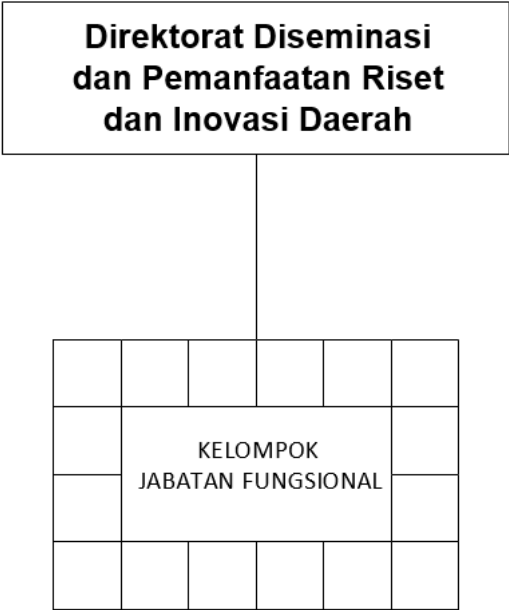 Direktorat Diseminasi
dan Pemanfaatan Riset
dan Inovasi Daerah
KELOMPOK
JABATAN FUNGSIONAL